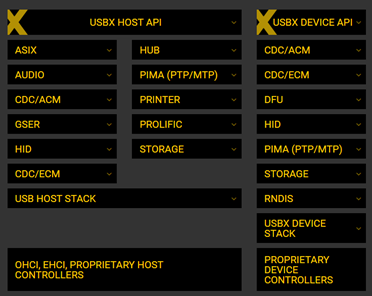 USBX HOST API
ASIX
HUB
AUDIO
PIMA (PTP/MTP)
CDC/ACM
PRINTER
GSER
PROLIFIC
HID
STORAGE
CDC/ECM
USB HOST STACK
OHCI, EHCI, PROPRIETARY HOST
CONTROLLERS
USBX DEVICE API
CDC/ACM
CDC/ECM
DFU
HID
PIMA (PTP/MTP)
STORAGE
RNDIS
USBX DEVICE
STACK
PROPRIETARY
DEVICE
CONTROLLERS